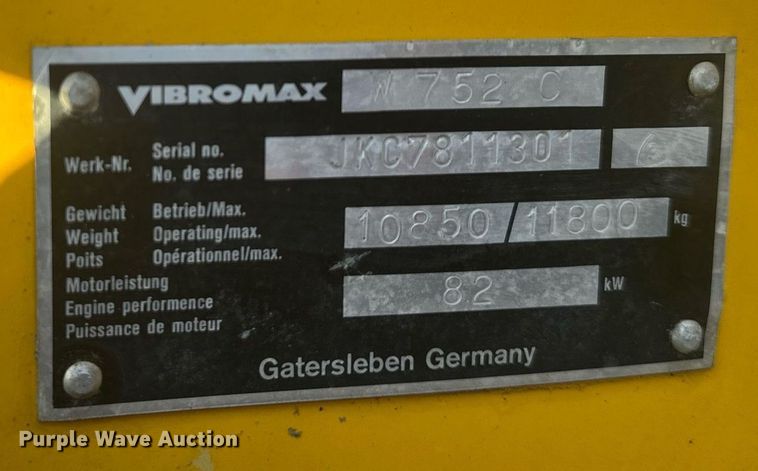 VIBROMAX W 752 C
Werk-Nr. Serial no. No. de serie JKC7811301
Gewicht Betrieb/Max.
Weight Operating/max. 10850/11800 kg
Poits Opérationnel/max.
Motorleistung
Engine performence 82 kW
Puissance de moteur
Gatersleben Germany
Purple Wave Auction